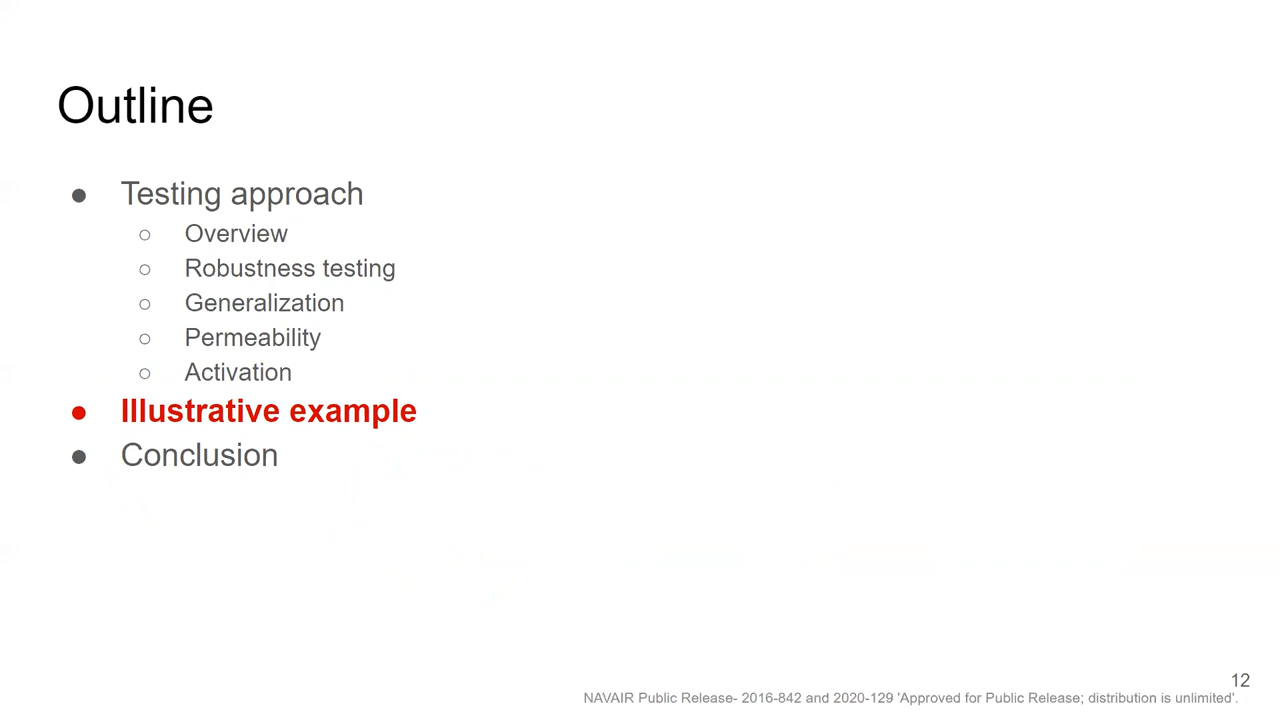 Outline
● Testing approach
○ Overview
○ Robustness testing
○ Generalization
○ Permeability
○ Activation
● Illustrative example
● Conclusion
12
NAVAIR Public Release- 2016-842 and 2020-129 'Approved for Public Release; distribution is unlimited'.